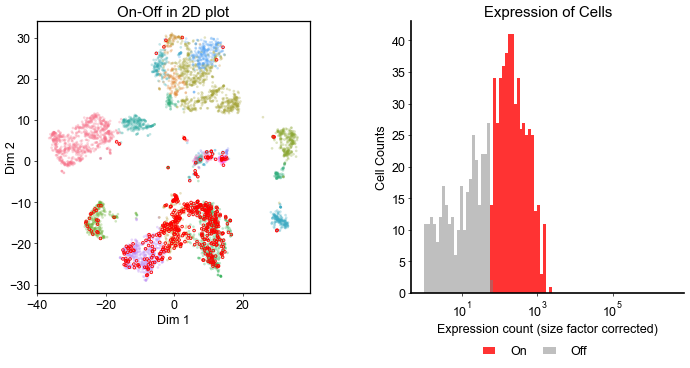 On-Off in 2D plot
30
20
10
0
−10
−20
−30
Dim 2
−40
−20
0
20
Dim 1
Expression of Cells
40
35
30
25
20
15
10
5
0
Cell Counts
10^1
10^3
10^5
Expression count (size factor corrected)
On
Off